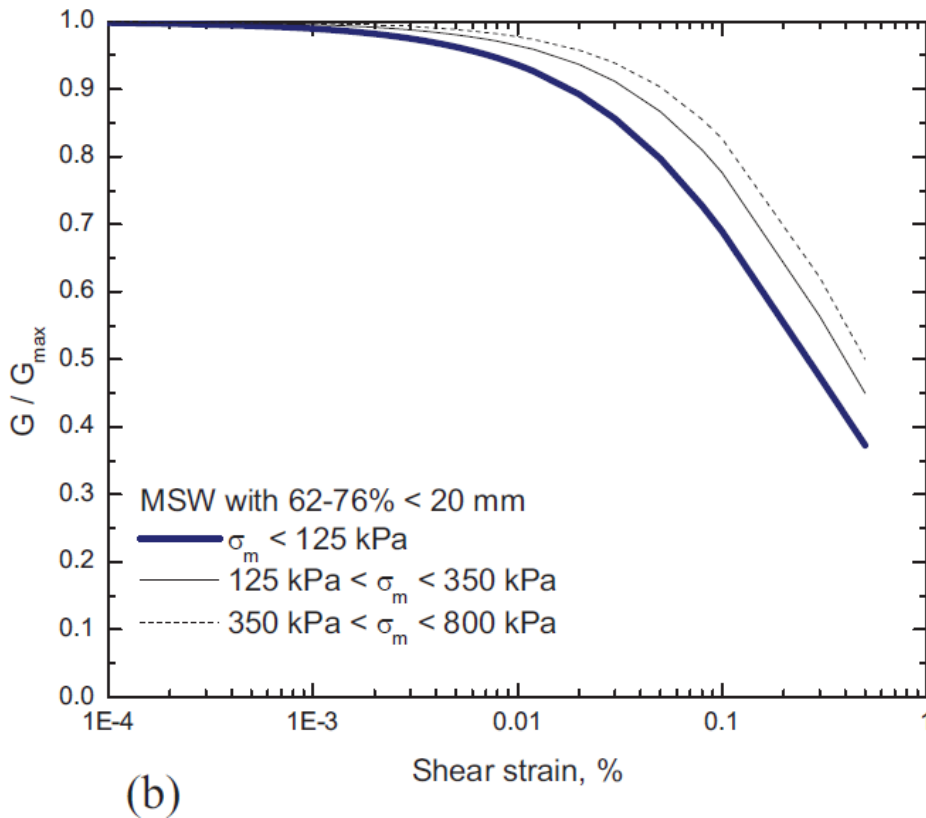 1.0
0.9
0.8
0.7
0.6
0.5
0.4
0.3
0.2
0.1
0.0
G / Gmax
MSW with 62-76% < 20 mm
σm < 125 kPa
125 kPa < σm < 350 kPa
350 kPa < σm < 800 kPa
1E-4 1E-3 0.01 0.1 1
Shear strain, %
(b)